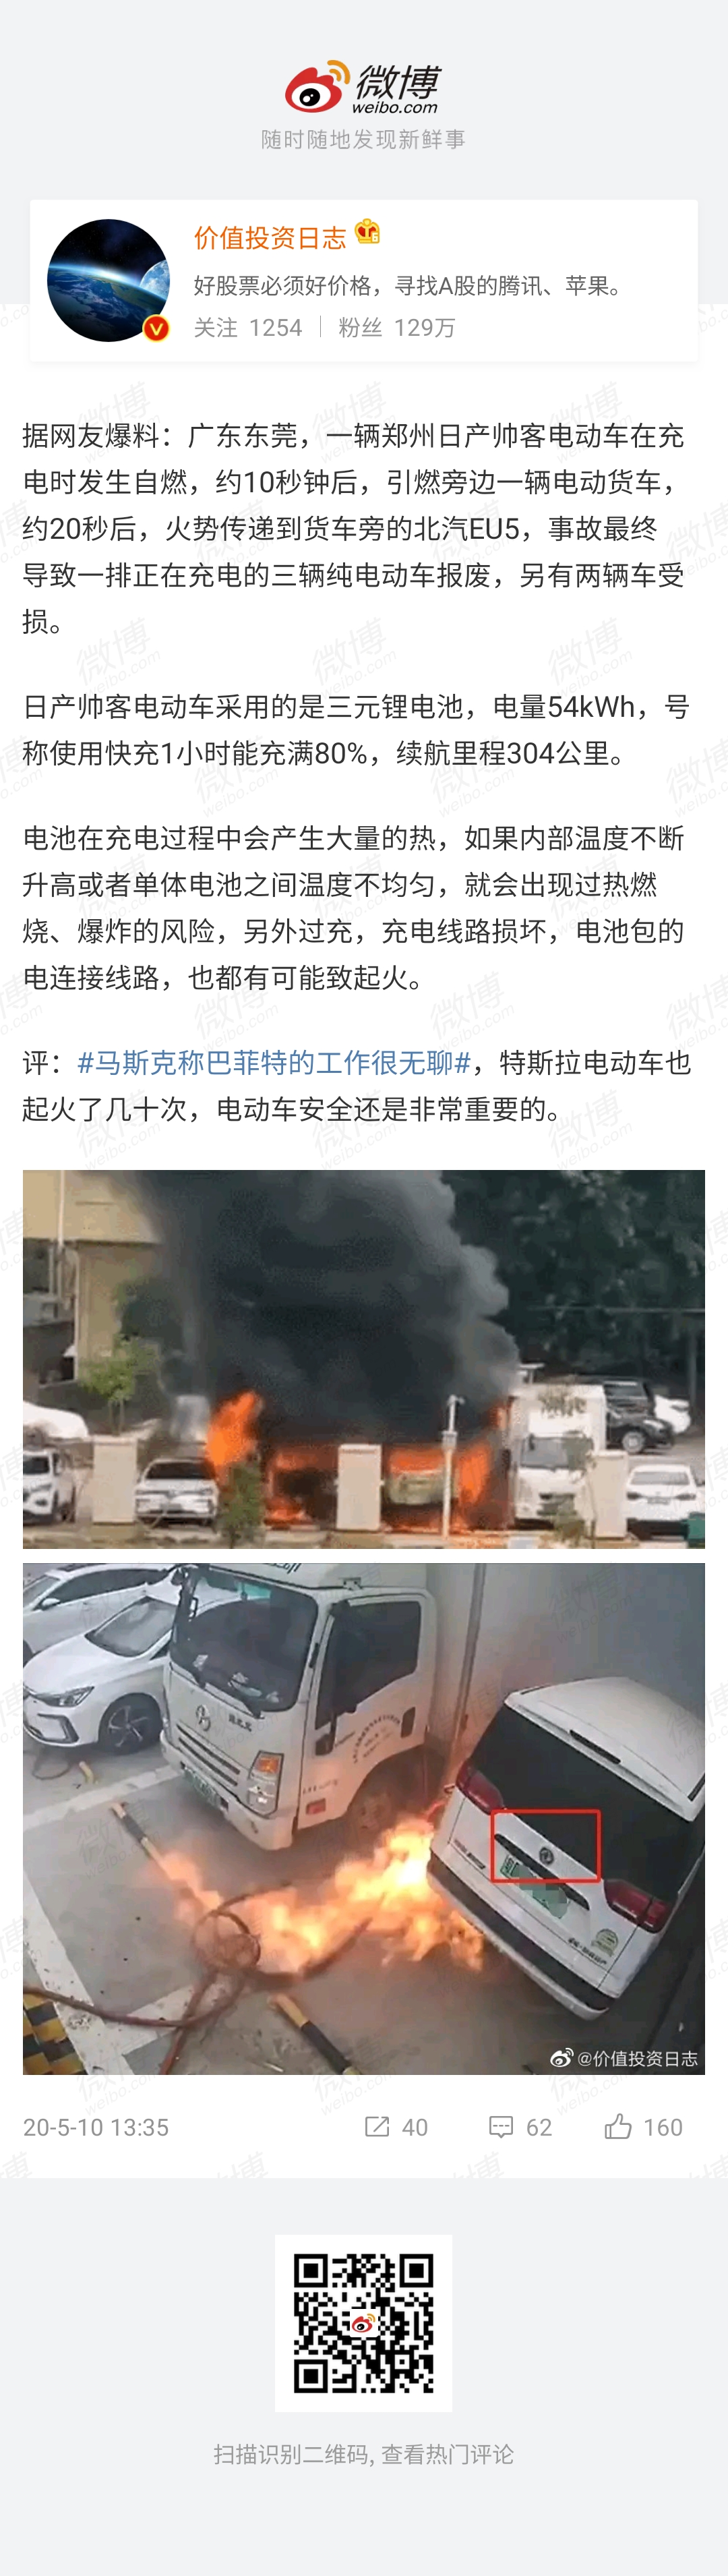 微博
weibo.com
随时随地发现新鲜事
价值投资日志
好股票必须好价格，寻找A股的腾讯、苹果。
关注 1254 | 粉丝 129万
据网友爆料：广东东莞，一辆郑州日产帅客电动车在充
电时发生自燃，约10秒钟后，引燃旁边一辆电动货车，
约20秒后，火势传递到货车旁的北汽EU5，事故最终
导致一排正在充电的三辆纯电动车报废，另有两辆车受
损。
日产帅客电动车采用的是三元锂电池，电量54kWh，号
称使用快充1小时能充满80%，续航里程304公里。
电池在充电过程中会产生大量的热，如果内部温度不断
升高或者单体电池之间温度不均匀，就会出现过热燃
烧、爆炸的风险，另外过充，充电线路损坏，电池包的
电连接线路，也都有可能致起火。
评：#马斯克称巴菲特的工作很无聊#，特斯拉电动车也
起火了几十次，电动车安全还是非常重要的。
@价值投资日志
20-5-10 13:35 40 62 160
扫描识别二维码, 查看热门评论